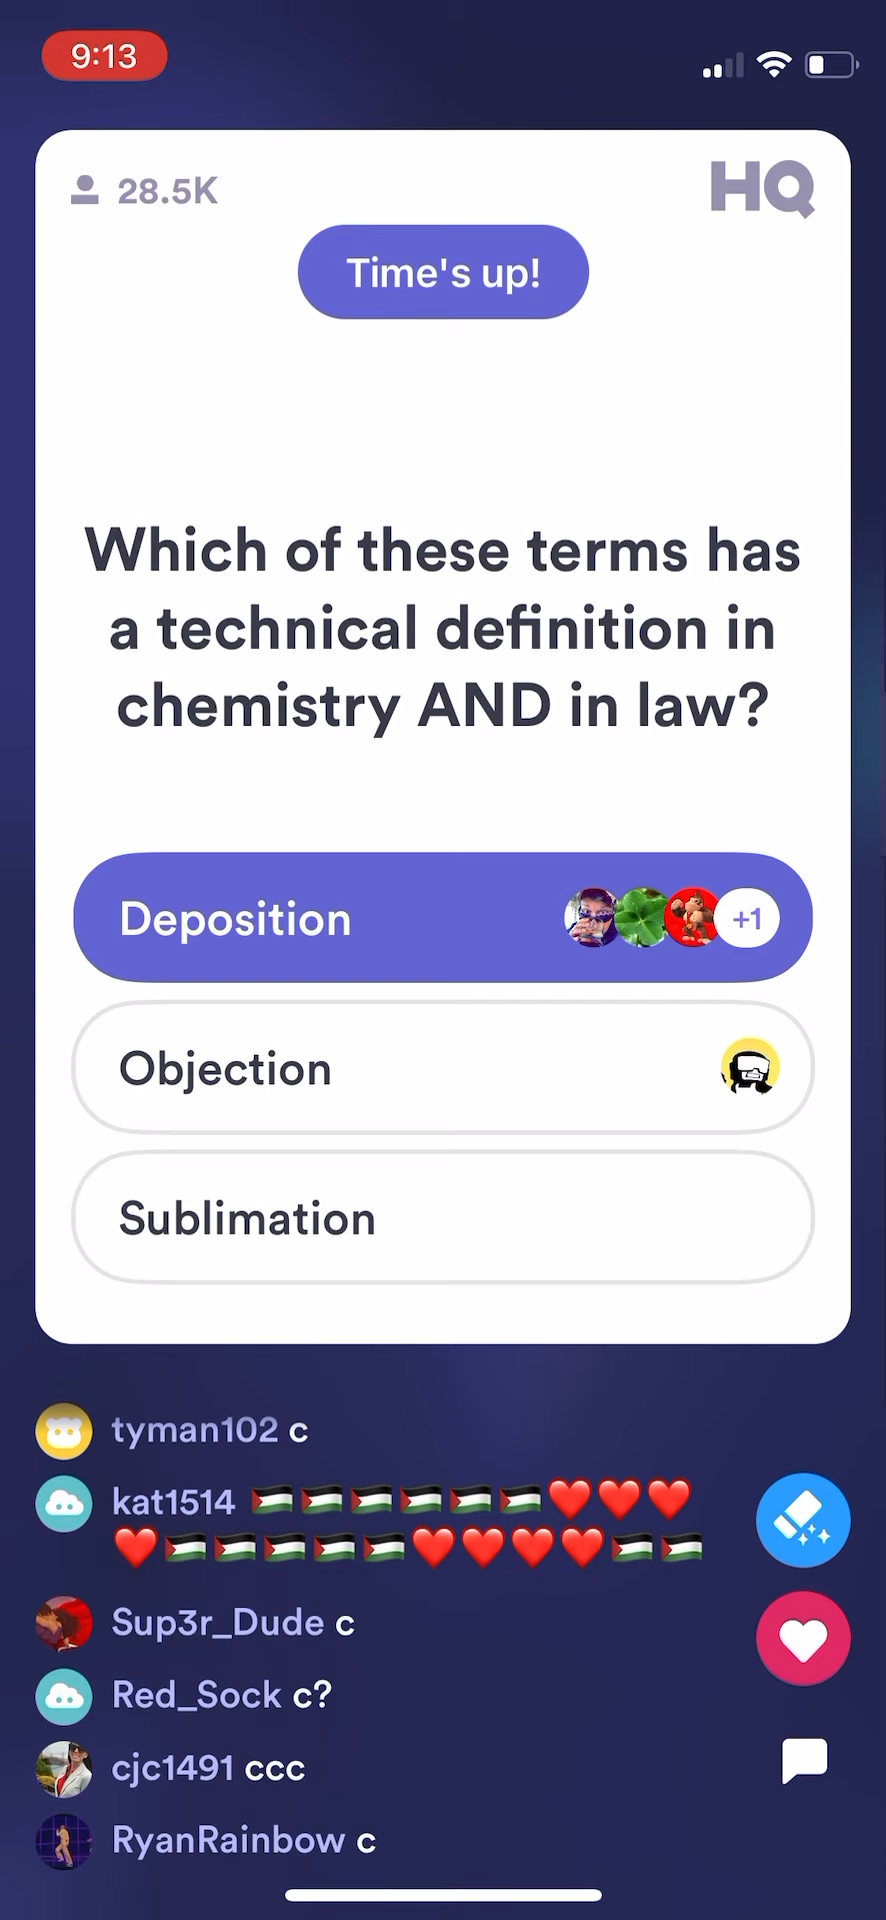 9:13
28.5K
HQ
Time's up!
Which of these terms has
a technical definition in
chemistry AND in law?
Deposition
+1
Objection
Sublimation
tyman102 c
kat1514 🇵🇸🇵🇸🇵🇸🇵🇸🇵🇸🇵🇸❤️❤️❤️
❤️🇵🇸🇵🇸🇵🇸🇵🇸🇵🇸❤️❤️❤️❤️🇵🇸🇵🇸
Sup3r_Dude c
Red_Sock c?
cjc1491 ccc
RyanRainbow c